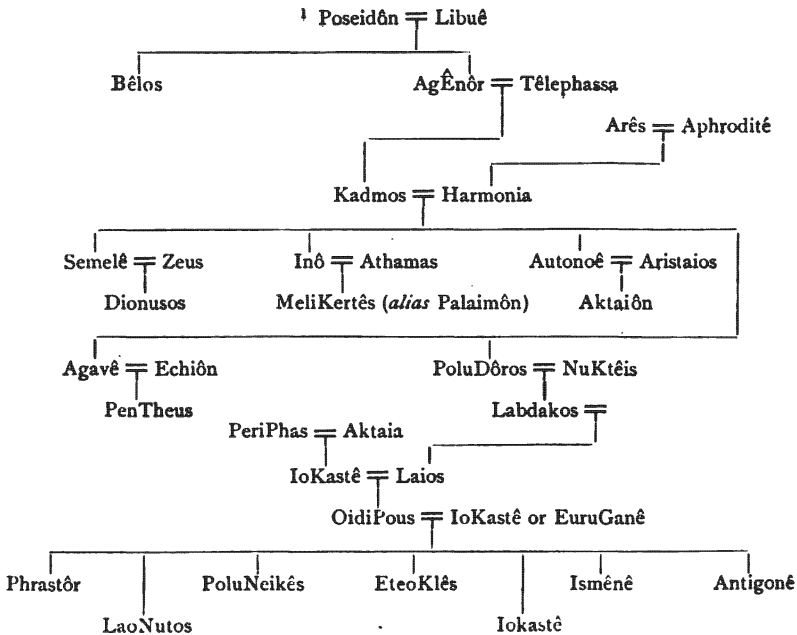 ¹ Poseidôn = Libuê
Bêlos AgÊnôr = Têlephassa
Arês = Aphroditê
Kadmos = Harmonia
Semelê = Zeus Inô = Athamas Autonoê = Aristaios
Dionusos MeliKertês (alias Palaimôn) Aktaiôn
Agavê = Echiôn PoluDôros = NuKtêis
PenTheus Labdakos =
PeriPhas = Aktaia
IoKastê = Laios
OidiPous = IoKastê or EuruGanê
Phrastôr PoluNeikês EteoKlês Ismênê Antigonê
LaoNutos Iokastê